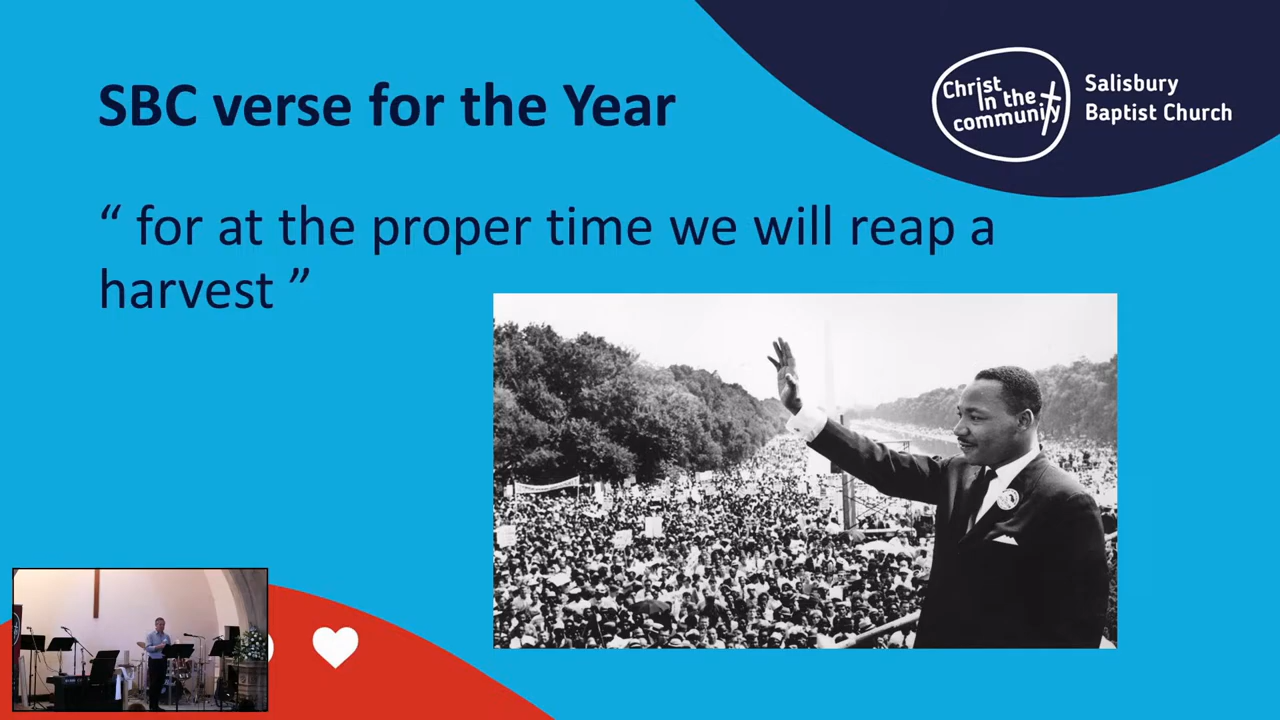 SBC verse for the Year
Christ
in the
community
Salisbury
Baptist Church
“ for at the proper time we will reap a
harvest ”